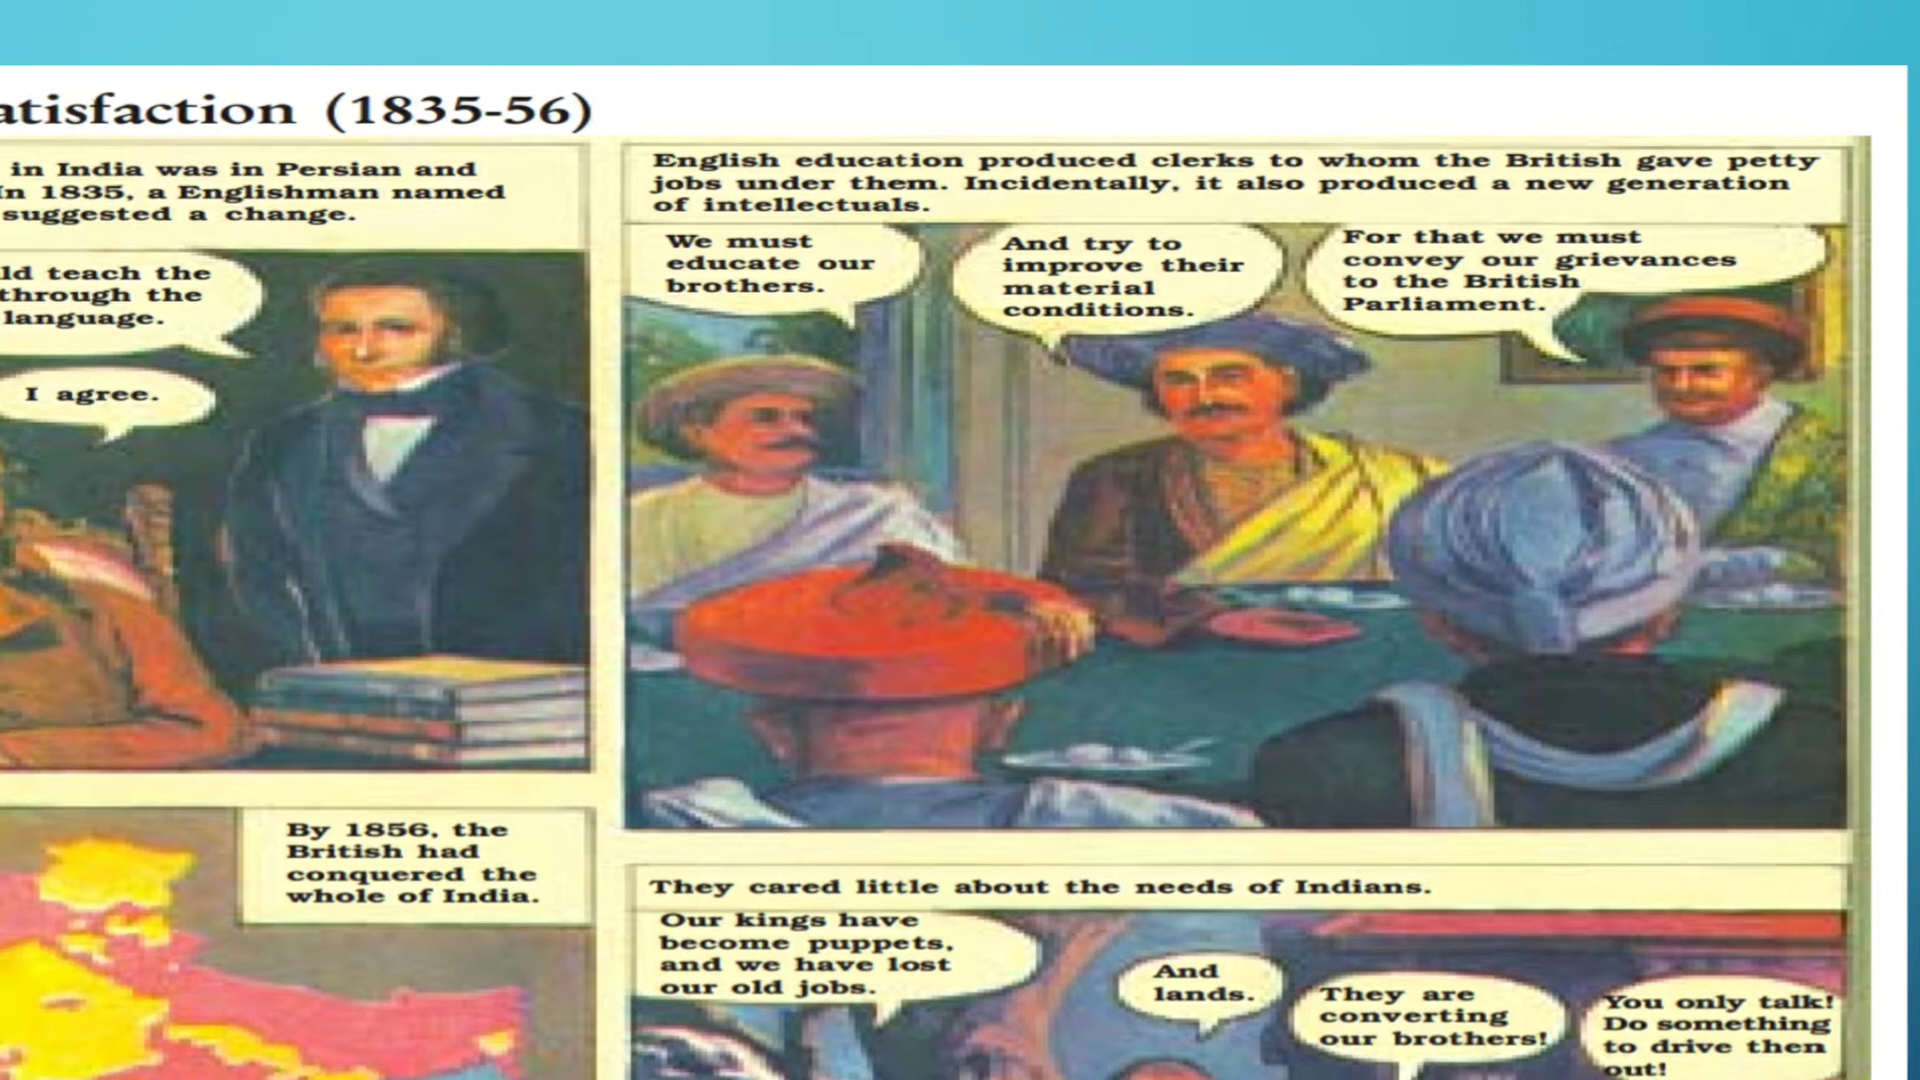 atisfaction (1835-56)
in India was in Persian and
In 1835, a Englishman named
suggested a change.
ld teach the
through the
language.
I agree.
English education produced clerks to whom the British gave petty
jobs under them. Incidentally, it also produced a new generation
of intellectuals.
We must
educate our
brothers.
And try to
improve their
material
conditions.
For that we must
convey our grievances
to the British
Parliament.
By 1856, the
British had
conquered the
whole of India.
They cared little about the needs of Indians.
Our kings have
become puppets,
and we have lost
our old jobs.
And
lands.
They are
converting
our brothers!
You only talk!
Do something
to drive then
out!